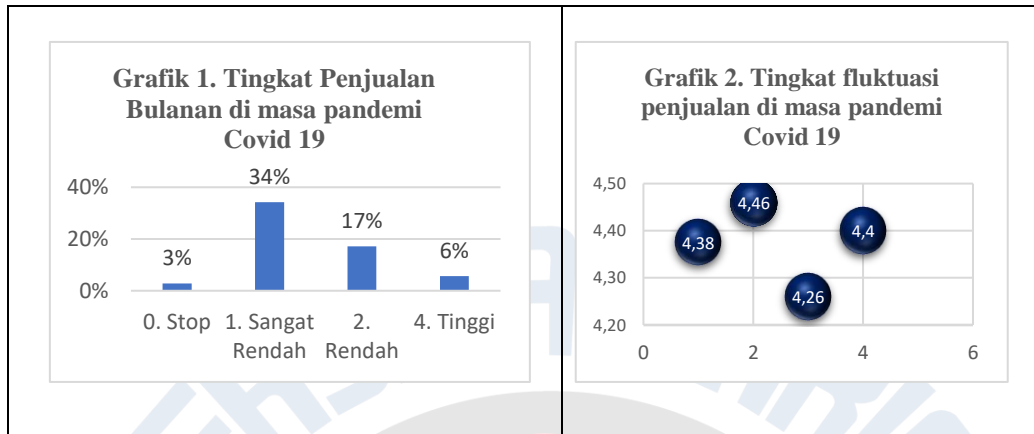 Grafik 1. Tingkat Penjualan
Bulanan di masa pandemi
Covid 19
40%
20%
0%
3%
34%
17%
6%
0. Stop
1. Sangat
Rendah
2.
Rendah
4. Tinggi
Grafik 2. Tingkat fluktuasi
penjualan di masa pandemi
Covid 19
4,50
4,40
4,30
4,20
4,38
4,46
4,26
4,4
0
2
4
6